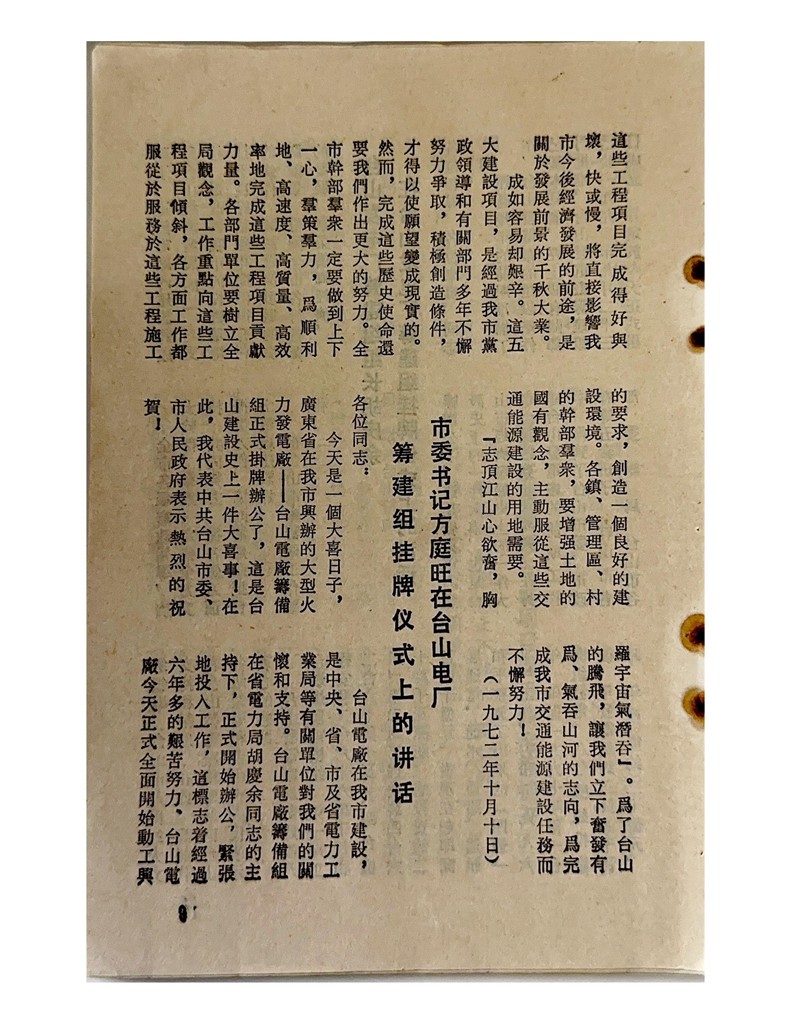 這些工程項目完成得好與
壞，快或慢，將直接影響我
市今後經濟發展的前途，是
關於發展前景的千秋大業。
成如容易却艱辛。這五
大建設項目，是經過我市黨
政領導和有關部門多年不懈
努力爭取，積極創造條件，
才得以使願望變成現實的。
然而，完成這些歷史使命還
要我們作出更大的努力。全
市幹部羣衆一定要做到上下
一心，羣策羣力，爲順利
地、高速度、高質量、高效
率地完成這些工程項目貢獻
力量。各部門單位要樹立全
局觀念，工作重點向這些工
程項目傾斜，各方面工作都
服從於服務於這些工程施工
的要求，創造一個良好的建
設環境。各鎮、管理區、村
的幹部羣衆，要增强土地的
國有觀念，主動服從這些交
通能源建設的用地需要。
『志頂江山心欲奮，胸
羅宇宙氣潛吞』。爲了台山
的騰飛，讓我們立下奮發有
爲、氣吞山河的志向，爲完
成我市交通能源建設任務而
不懈努力！
（一九七二年十月十日）
市委书记方庭旺在台山电厂
筹建组挂牌仪式上的讲话
各位同志：
今天是一個大喜日子，
廣東省在我市興辦的大型火
力發電廠——台山電廠籌備
組正式掛牌辦公了，這是台
山建設史上一件大喜事！在
此，我代表中共台山市委、
市人民政府表示熱烈的祝
賀！
台山電廠在我市建設，
是中央、省、市及省電力工
業局等有關單位對我們的關
懷和支持。台山電廠籌備組
在省電力局胡慶余同志的主
持下，正式開始辦公，緊張
地投入工作，這標志着經過
六年多的艱苦努力、台山電
廠今天正式全面開始動工興
9